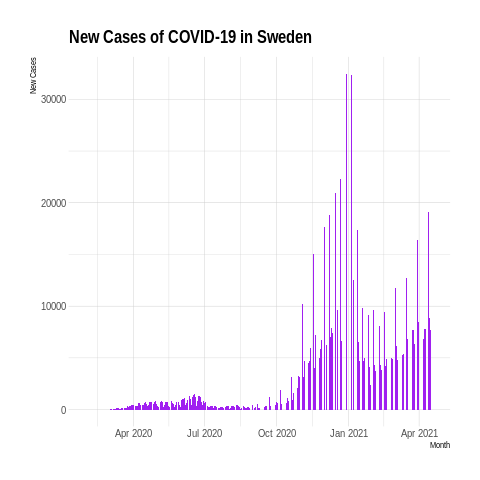 New Cases of COVID-19 in Sweden
New Cases
30000
20000
10000
0
Apr 2020 Jul 2020 Oct 2020 Jan 2021 Apr 2021
Month